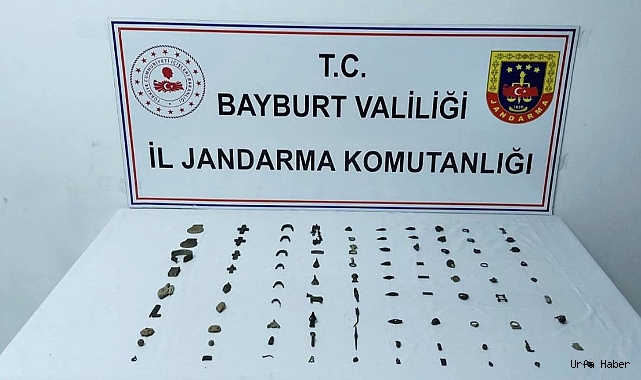 T.C.
BAYBURT VALİLİĞİ
İL JANDARMA KOMUTANLIĞI
JANDARMA
Urfa Haber